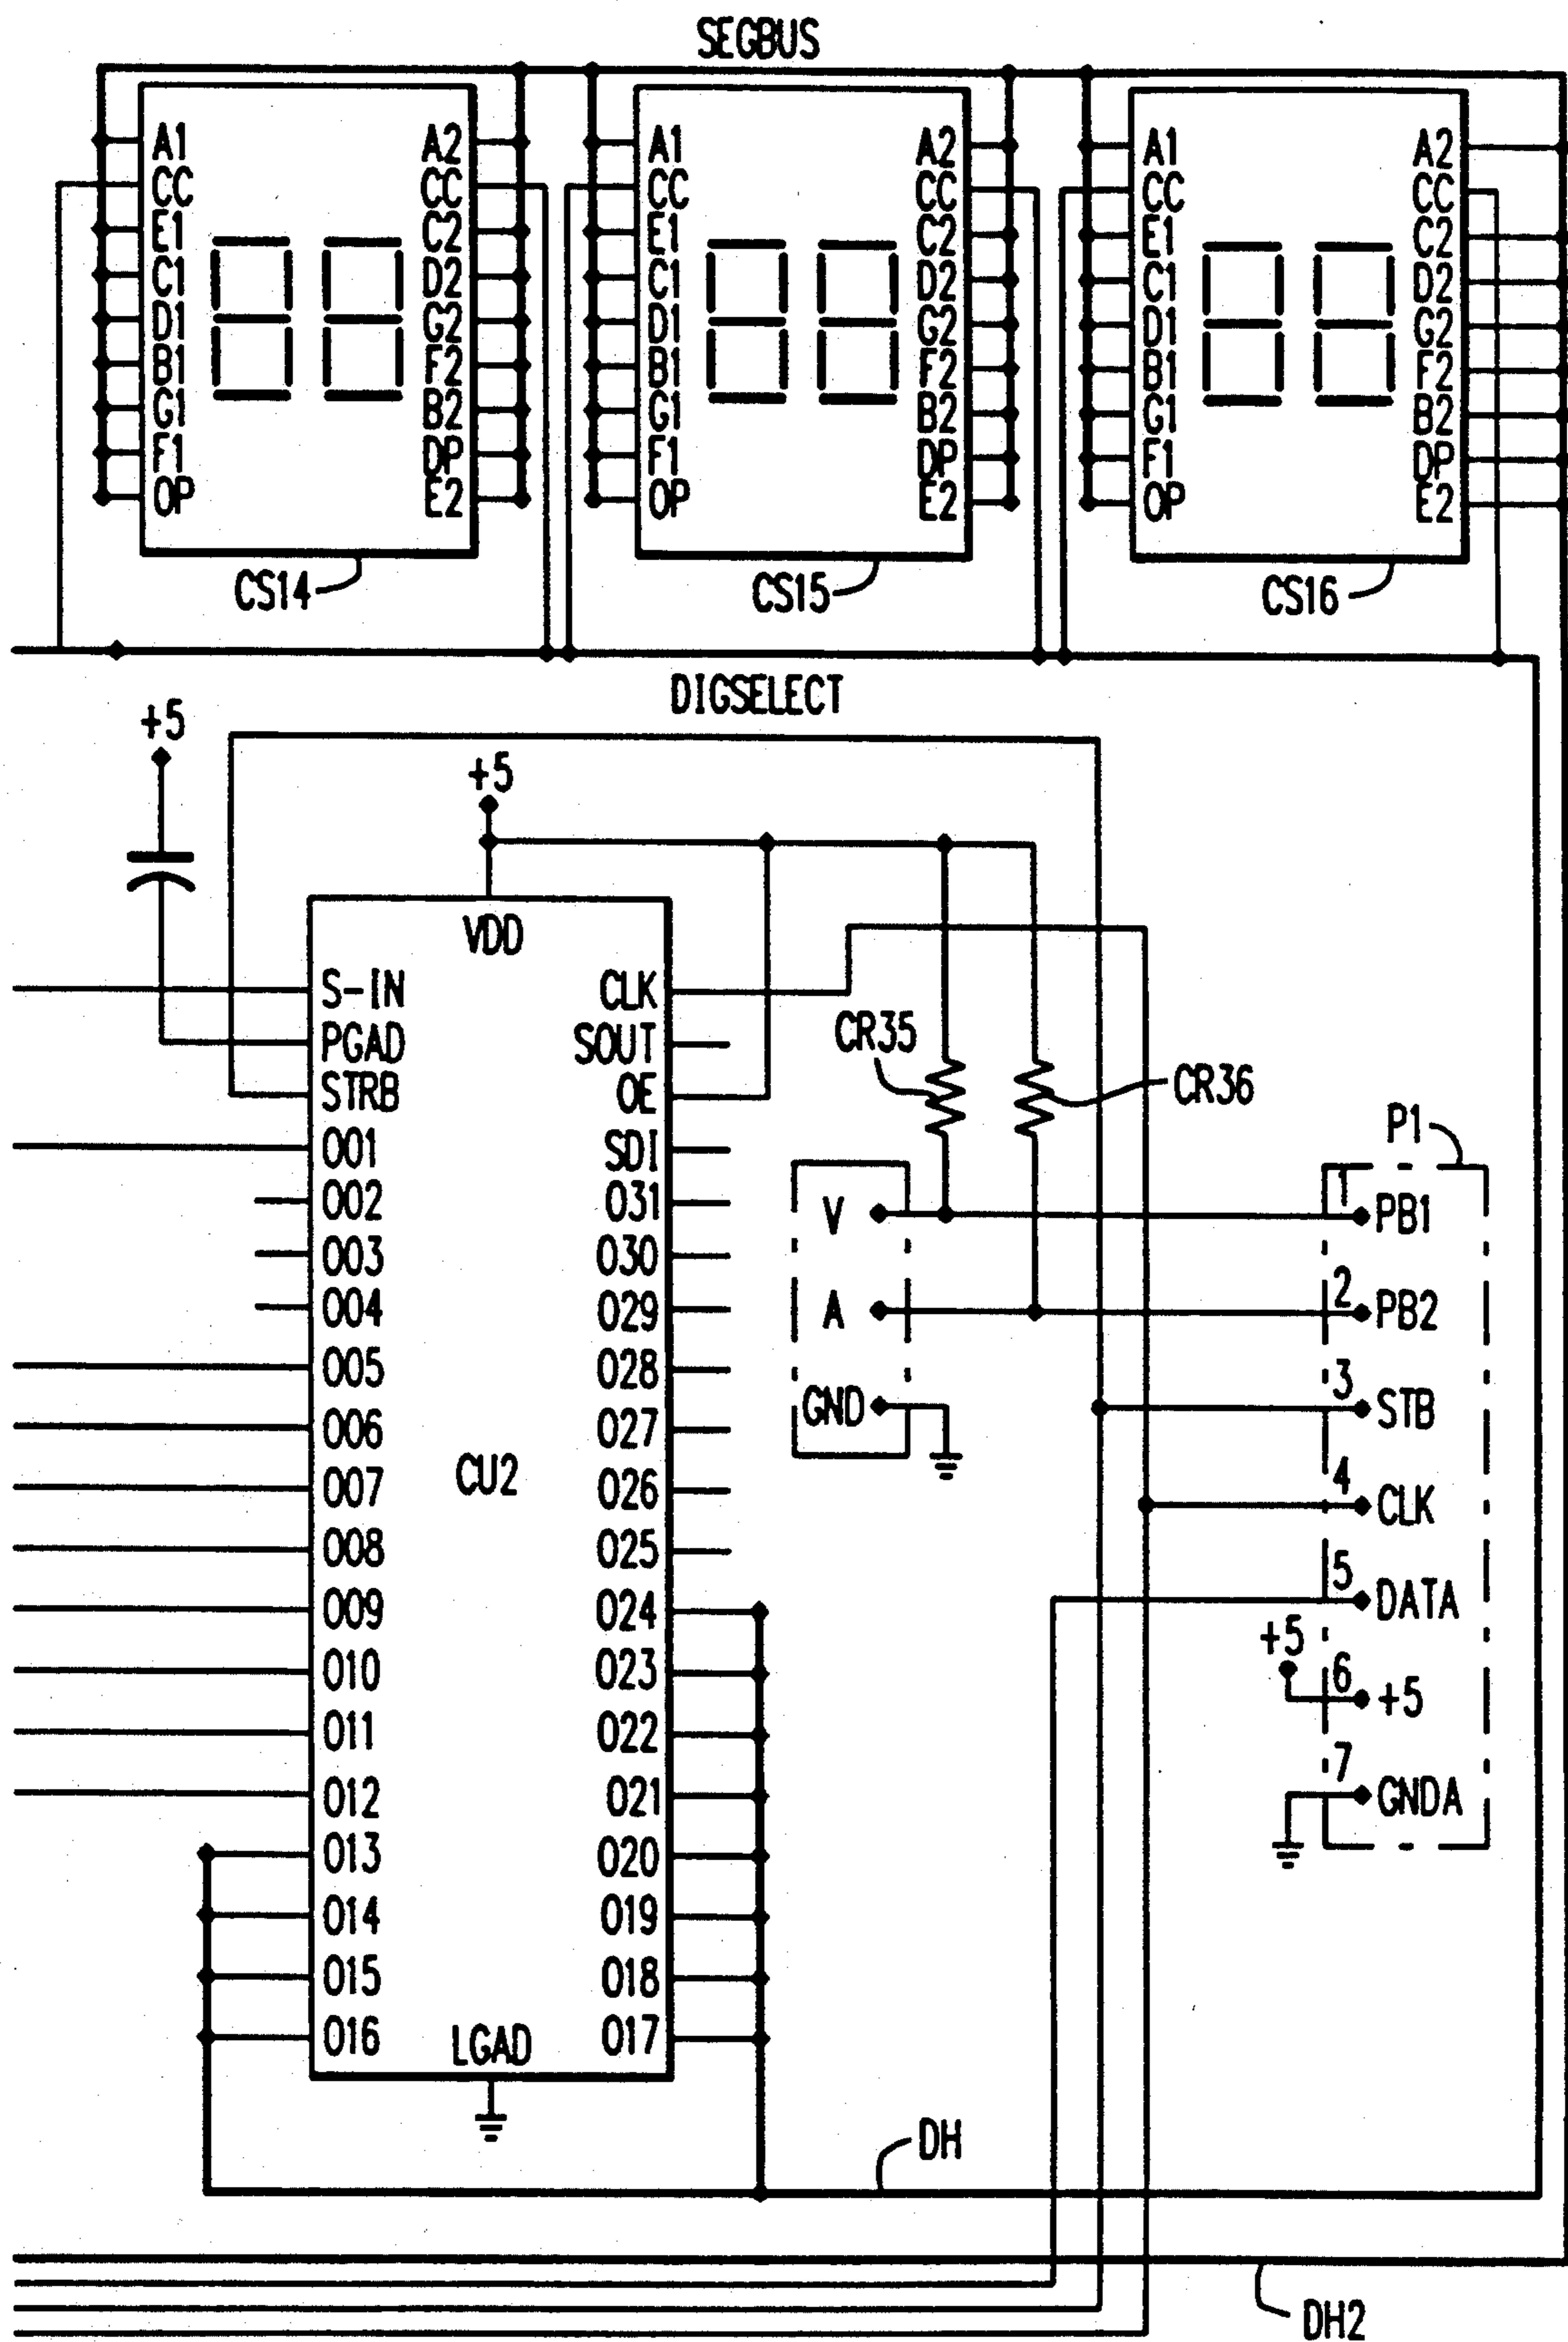 SEGBUS
A1 A2 A1 A2 A1 A2
CC CC CC CC CC CC
E1 C2 E1 C2 E1 C2
C1 D2 C1 D2 C1 D2
D1 G2 D1 G2 D1 G2
B1 F2 B1 F2 B1 F2
G1 B2 G1 B2 G1 B2
F1 DP F1 DP F1 DP
OP E2 OP E2 OP E2
CS14 CS15 CS16
DIGSELECT
+5
+5
VDD
S-IN CLK
PGAD SOUT
STRB OE
CR35
CR36
P1
001 SDI
002 031
003 030
004 029
005 028
006 027
007 026
008 025
009 024
010 023
011 022
012 021
013 020
014 019
015 018
016 017
CU2
LGAD
V
A
GND
1 PB1
2 PB2
3 STB
4 CLK
5 DATA
+5
6 +5
7 GNDA
DH
DH2